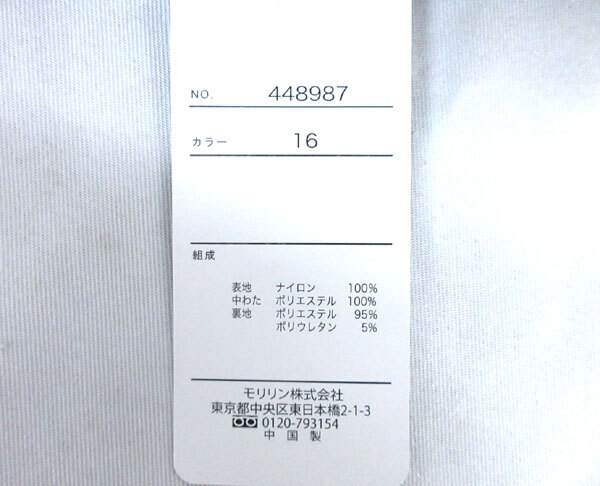 NO. 448987
カラー 16
組成
表地 ナイロン 100%
中わた ポリエステル 100%
裏地 ポリエステル 95%
ポリウレタン 5%
モリリン株式会社
東京都中央区東日本橋2-1-3
0120-793154
中国製